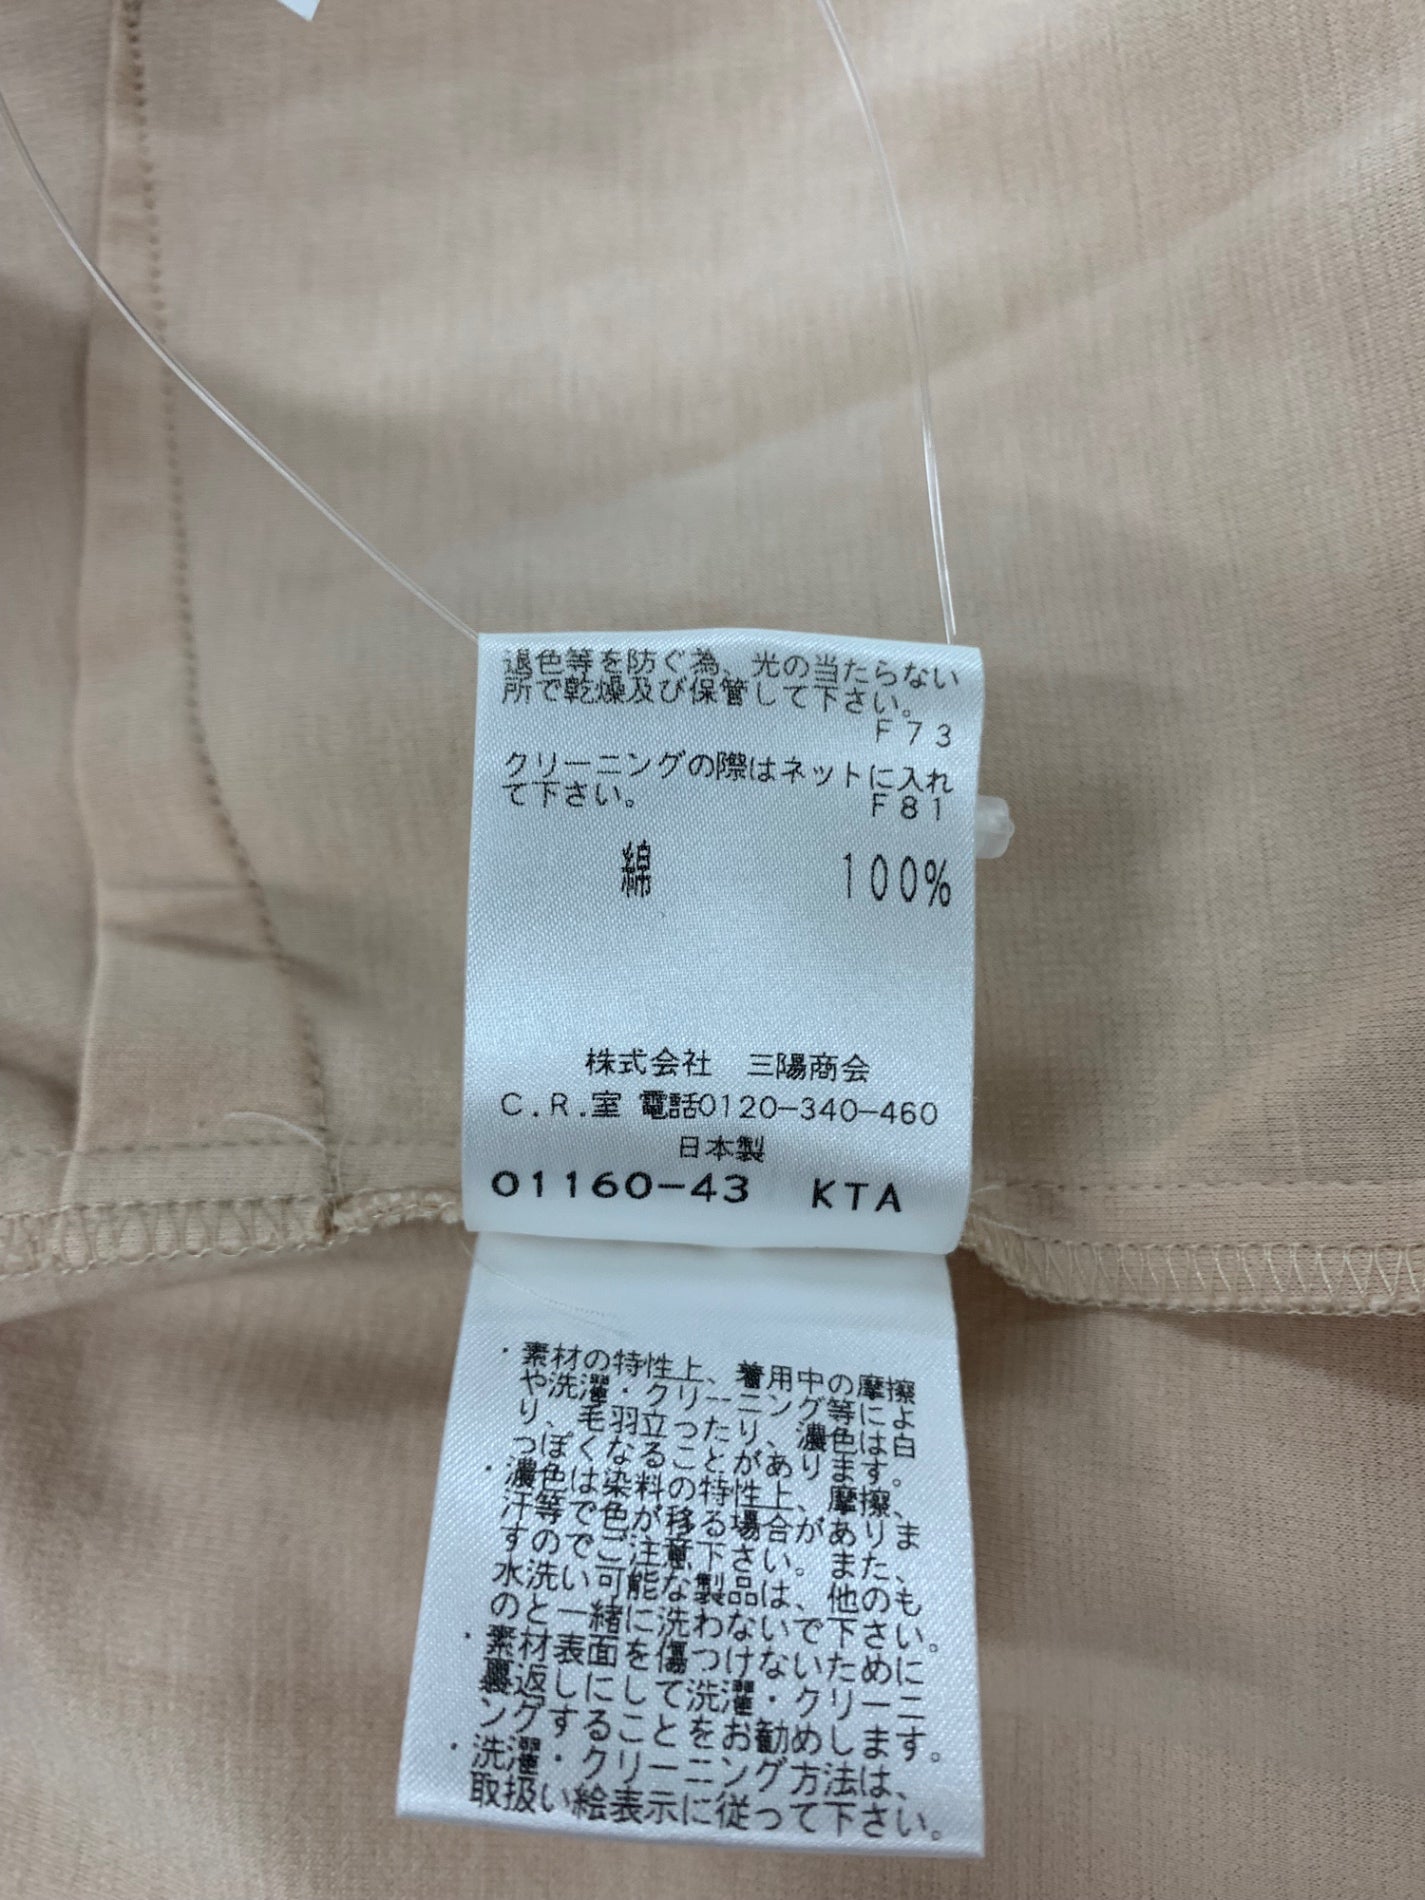 退色等を防ぐ為、光の当たらない
所で乾燥及び保管して下さい。
F73
クリーニングの際はネットに入れ
て下さい。 F81
綿 100%
株式会社 三陽商会
C.R.室 電話0120-340-460
日本製
01160-43 KTA
・素材の特性上、着用中の摩擦
や洗濯・クリーニング等によ
り、毛羽立ったり、濃色は白
っぽくなることがあります。
・濃色は染料の特性上、摩擦、
汗等で色が移る場合がありま
すのでご注意下さい。また、
水洗い可能な製品は、他のも
のと一緒に洗わないで下さい。
・素材表面を傷つけないために
裏返しにして洗濯・クリーニ
ングすることをお勧めします。
・洗濯・クリーニング方法は、
取扱い絵表示に従って下さい。